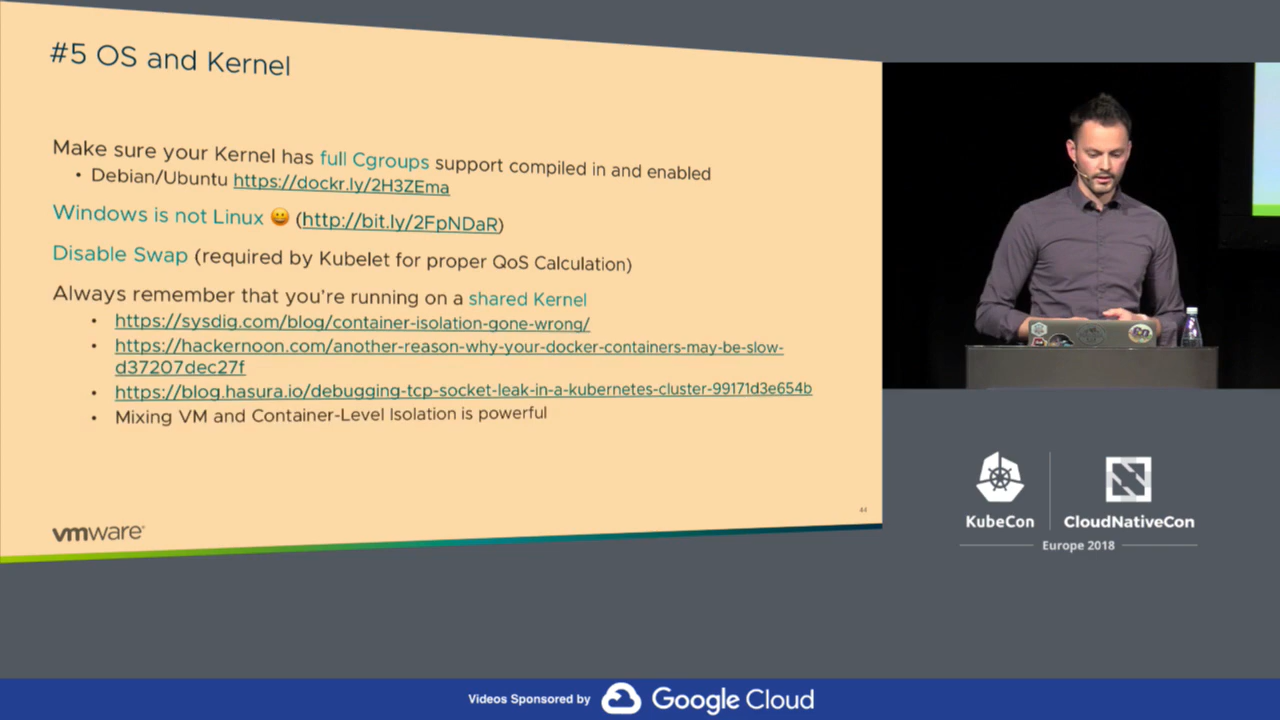 #5 OS and Kernel
Make sure your Kernel has full Cgroups support compiled in and enabled
• Debian/Ubuntu https://dockr.ly/2H3ZEma
Windows is not Linux 😀 (http://bit.ly/2FpNDaR)
Disable Swap (required by Kubelet for proper QoS Calculation)
Always remember that you're running on a shared Kernel
• https://sysdig.com/blog/container-isolation-gone-wrong/
• https://hackernoon.com/another-reason-why-your-docker-containers-may-be-slow-
d37207dec27f
• https://blog.hasura.io/debugging-tcp-socket-leak-in-a-kubernetes-cluster-99171d3e654b
• Mixing VM and Container-Level Isolation is powerful
44
vmware®
KubeCon
CloudNativeCon
Europe 2018
Videos Sponsored by Google Cloud